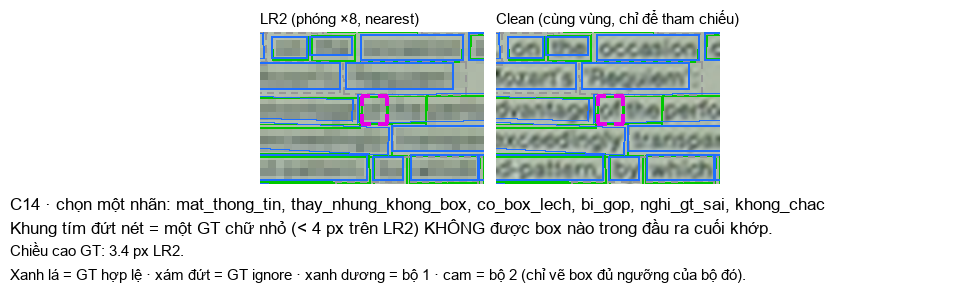 LR2 (phóng ×8, nearest)
Clean (cùng vùng, chỉ để tham chiếu)
on the occasion
Mozart's "Requiem"
dvantage of the perfo
exceedingly transpa
d-pattern, by which
C14 · chọn một nhãn: mat_thong_tin, thay_nhung_khong_box, co_box_lech, bi_gop, nghi_gt_sai, khong_chac
Khung tím đứt nét = một GT chữ nhỏ (< 4 px trên LR2) KHÔNG được box nào trong đầu ra cuối khớp.
Chiều cao GT: 3.4 px LR2.
Xanh lá = GT hợp lệ · xám đứt = GT ignore · xanh dương = bộ 1 · cam = bộ 2 (chỉ vẽ box đủ ngưỡng của bộ đó).